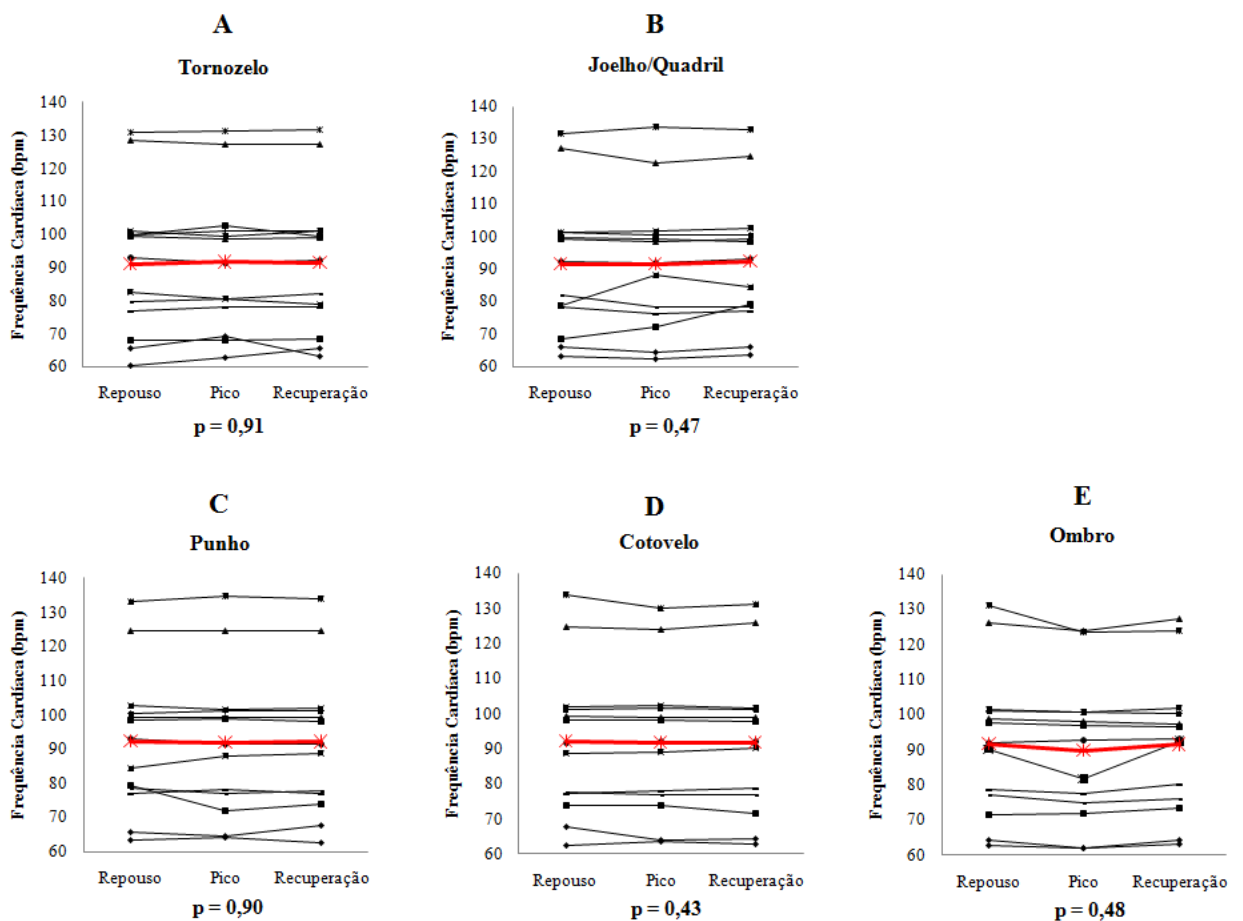 A
Tornozelo
Frequência Cardíaca (bpm)
140
130
120
110
100
90
80
70
60
Repouso Pico Recuperação
p = 0,91
B
Joelho/Quadril
Frequência Cardíaca (bpm)
140
130
120
110
100
90
80
70
60
Repouso Pico Recuperação
p = 0,47
C
Punho
Frequência Cardíaca (bpm)
140
130
120
110
100
90
80
70
60
Repouso Pico Recuperação
p = 0,90
D
Cotovelo
Frequência Cardíaca (bpm)
140
130
120
110
100
90
80
70
60
Repouso Pico Recuperação
p = 0,43
E
Ombro
Frequência Cardíaca (bpm)
140
130
120
110
100
90
80
70
60
Repouso Pico Recuperação
p = 0,48